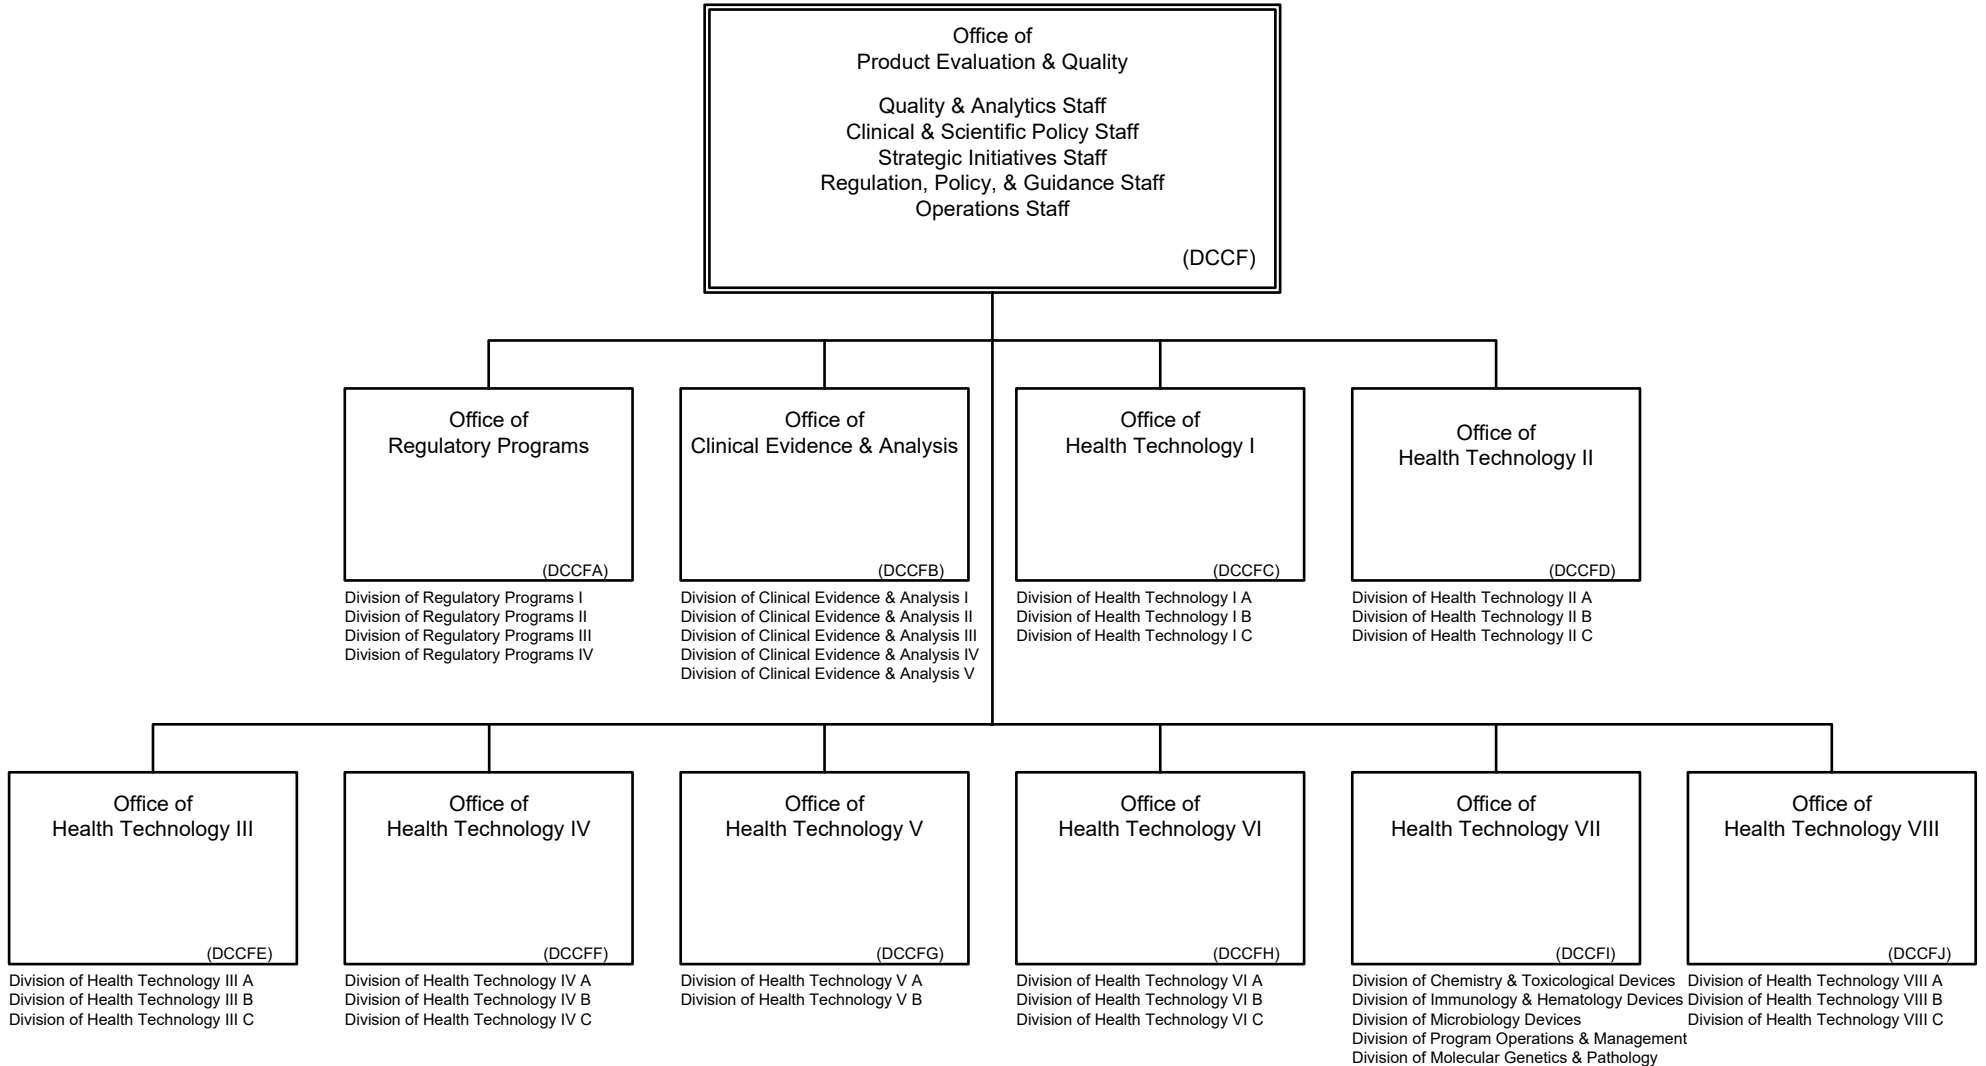 Office of
Product Evaluation & Quality
Quality & Analytics Staff
Clinical & Scientific Policy Staff
Strategic Initiatives Staff
Regulation, Policy, & Guidance Staff
Operations Staff
(DCCF)
Office of
Regulatory Programs
(DCCFA)
Division of Regulatory Programs I
Division of Regulatory Programs II
Division of Regulatory Programs III
Division of Regulatory Programs IV
Office of
Clinical Evidence & Analysis
(DCCFB)
Division of Clinical Evidence & Analysis I
Division of Clinical Evidence & Analysis II
Division of Clinical Evidence & Analysis III
Division of Clinical Evidence & Analysis IV
Division of Clinical Evidence & Analysis V
Office of
Health Technology I
(DCCFC)
Division of Health Technology I A
Division of Health Technology I B
Division of Health Technology I C
Office of
Health Technology II
(DCCFD)
Division of Health Technology II A
Division of Health Technology II B
Division of Health Technology II C
Office of
Health Technology III
(DCCFE)
Division of Health Technology III A
Division of Health Technology III B
Division of Health Technology III C
Office of
Health Technology IV
(DCCFF)
Division of Health Technology IV A
Division of Health Technology IV B
Division of Health Technology IV C
Office of
Health Technology V
(DCCFG)
Division of Health Technology V A
Division of Health Technology V B
Office of
Health Technology VI
(DCCFH)
Division of Health Technology VI A
Division of Health Technology VI B
Division of Health Technology VI C
Office of
Health Technology VII
(DCCFI)
Division of Chemistry & Toxicological Devices
Division of Immunology & Hematology Devices
Division of Microbiology Devices
Division of Program Operations & Management
Division of Molecular Genetics & Pathology
Office of
Health Technology VIII
(DCCFJ)
Division of Health Technology VIII A
Division of Health Technology VIII B
Division of Health Technology VIII C